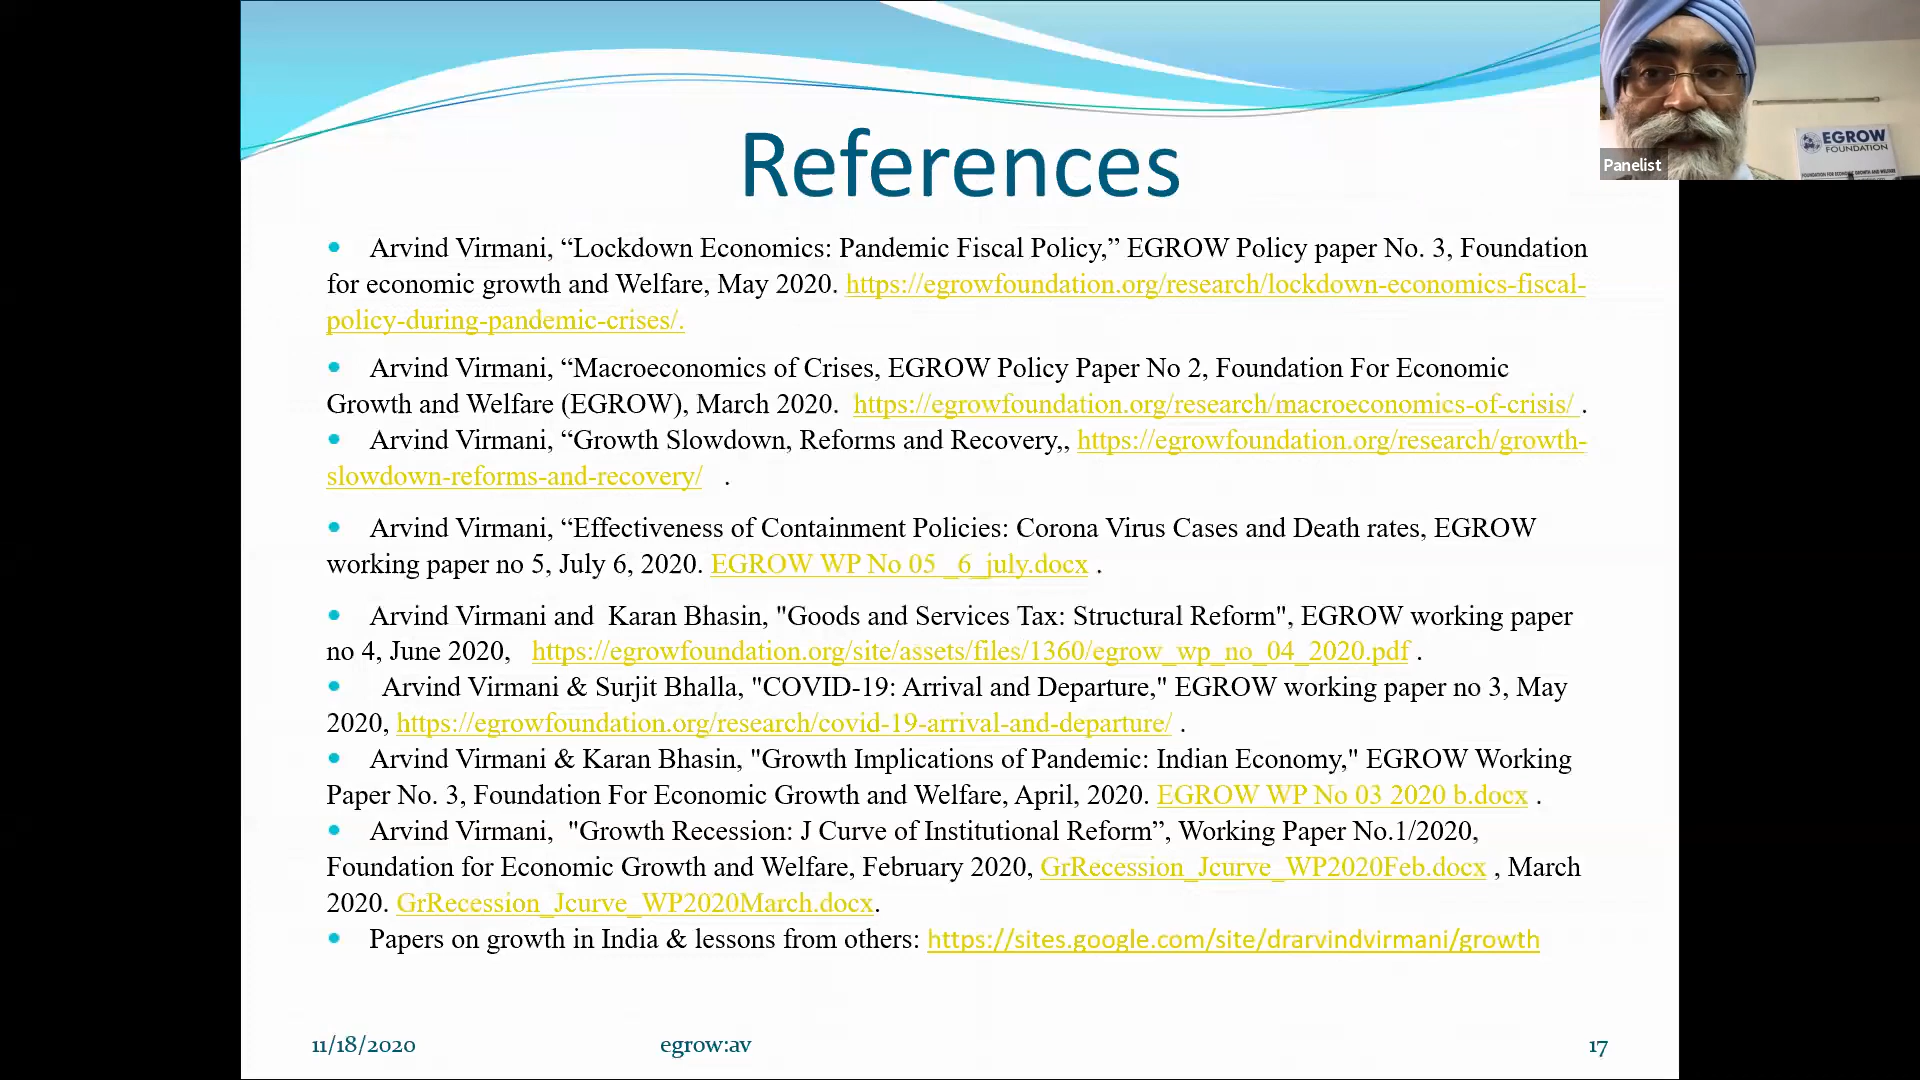 References
EGROW
FOUNDATION
Panelist
Arvind Virmani, “Lockdown Economics: Pandemic Fiscal Policy,” EGROW Policy paper No. 3, Foundation
for economic growth and Welfare, May 2020. https://egrowfoundation.org/research/lockdown-economics-fiscal-
policy-during-pandemic-crises/.
Arvind Virmani, “Macroeconomics of Crises, EGROW Policy Paper No 2, Foundation For Economic
Growth and Welfare (EGROW), March 2020. https://egrowfoundation.org/research/macroeconomics-of-crisis/ .
Arvind Virmani, “Growth Slowdown, Reforms and Recovery,, https://egrowfoundation.org/research/growth-
slowdown-reforms-and-recovery/ .
Arvind Virmani, “Effectiveness of Containment Policies: Corona Virus Cases and Death rates, EGROW
working paper no 5, July 6, 2020. EGROW WP No 05 _6_july.docx .
Arvind Virmani and Karan Bhasin, "Goods and Services Tax: Structural Reform", EGROW working paper
no 4, June 2020, https://egrowfoundation.org/site/assets/files/1360/egrow_wp_no_04_2020.pdf .
Arvind Virmani & Surjit Bhalla, "COVID-19: Arrival and Departure," EGROW working paper no 3, May
2020, https://egrowfoundation.org/research/covid-19-arrival-and-departure/ .
Arvind Virmani & Karan Bhasin, "Growth Implications of Pandemic: Indian Economy," EGROW Working
Paper No. 3, Foundation For Economic Growth and Welfare, April, 2020. EGROW WP No 03 2020 b.docx .
Arvind Virmani, "Growth Recession: J Curve of Institutional Reform”, Working Paper No.1/2020,
Foundation for Economic Growth and Welfare, February 2020, GrRecession_Jcurve_WP2020Feb.docx , March
2020. GrRecession_Jcurve_WP2020March.docx.
Papers on growth in India & lessons from others: https://sites.google.com/site/drarvindvirmani/growth
11/18/2020 egrow:av 17